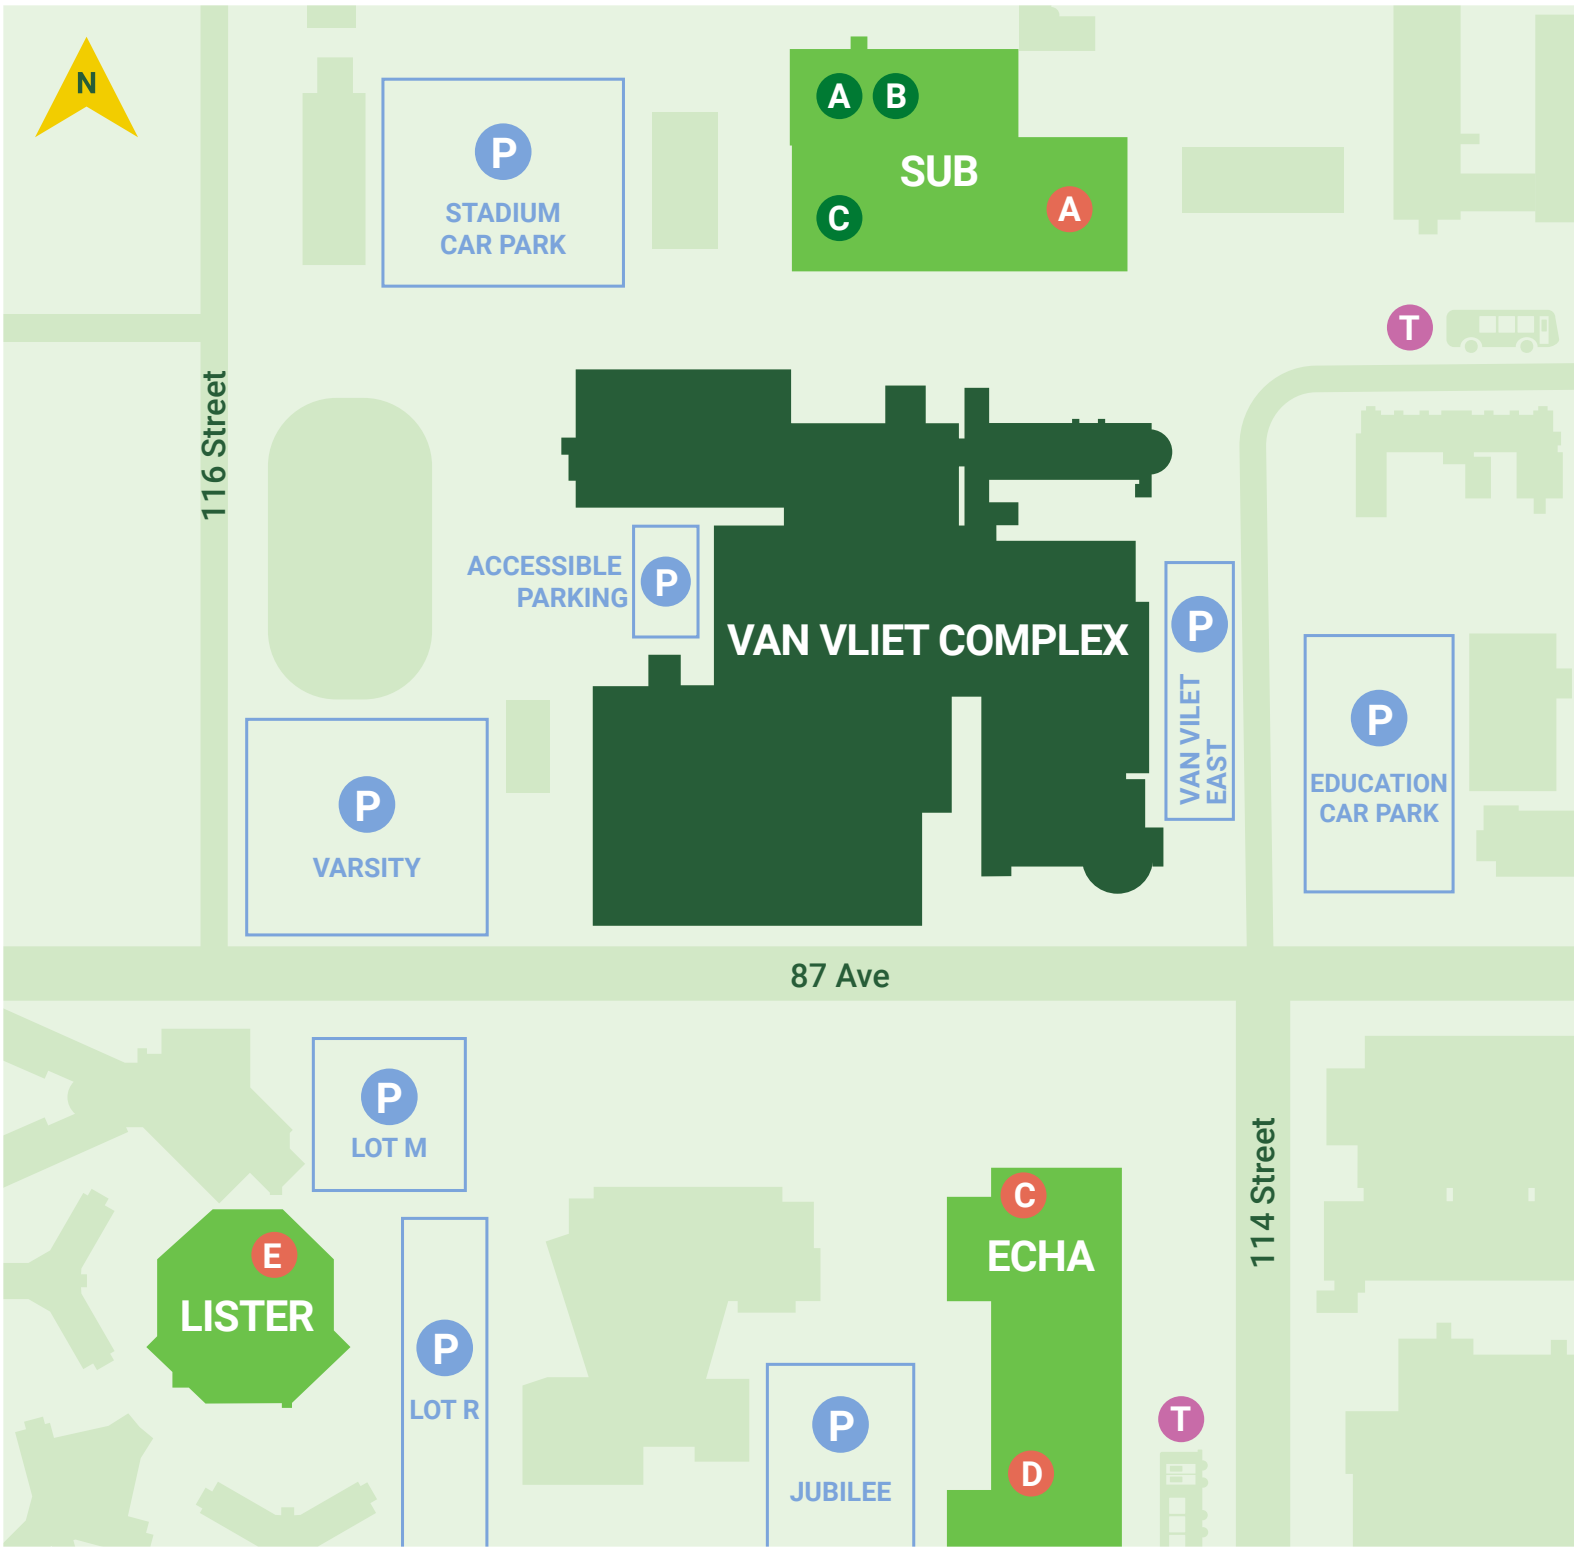 N
P
STADIUM
CAR PARK
A
B
SUB
C
A
T
116 Street
ACCESSIBLE
PARKING
P
VAN VLIET COMPLEX
P
VAN VILET
EAST
P
EDUCATION
CAR PARK
P
VARSITY
87 Ave
P
LOT M
114 Street
C
ECHA
E
LISTER
P
LOT R
P
JUBILEE
D
T